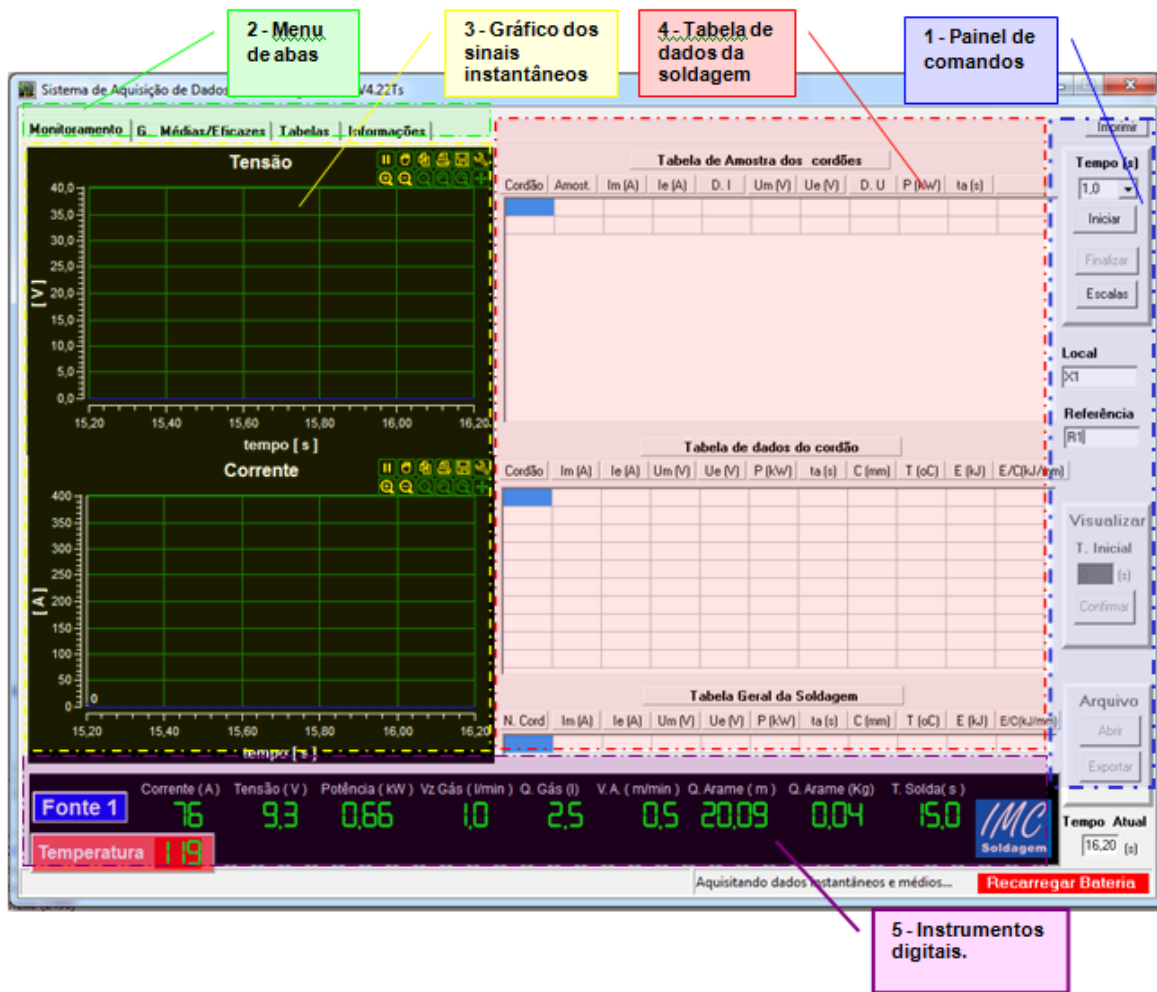 2 - Menu
de abas
3 - Gráfico dos
sinais
instantâneos
4 - Tabela de
dados da
soldagem
1 - Painel de
comandos
Sistema de Aquisição de Dados
V4.22Ts
Monitoramento G... Médias/Eficazes Tabelas Informações
Imprimir
Tensão
40,0
35,0
30,0
25,0
20,0
15,0
10,0
5,0
0,0
[ V ]
15,20 15,40 15,60 15,80 16,00 16,20
tempo [ s ]
Corrente
400
350
300
250
200
150
100
50
0
0
[ A ]
15,20 15,40 15,60 15,80 16,00 16,20
tempo [ s ]
Tabela de Amostra dos cordões
Cordão Amost. Im (A) Ie (A) D. I Um (V) Ue (V) D. U P (kW) ta (s)
Tabela de dados do cordão
Cordão Im (A) Ie (A) Um (V) Ue (V) P (kW) ta (s) C (mm) T (oC) E (kJ) E/C(kJ/mm)
Tabela Geral da Soldagem
N. Cord Im (A) Ie (A) Um (V) Ue (V) P (kW) ta (s) C (mm) T (oC) E (kJ) E/C(kJ/mm)
Tempo (s)
1,0
Iniciar
Finalizar
Escalas
Local
X1
Referência
R1
Visualizar
T. Inicial
(s)
Confirmar
Arquivo
Abrir
Exportar
Tempo Atual
16,20 (s)
Fonte 1
Corrente ( A ) Tensão ( V ) Potência ( kW ) Vz Gás ( l/min ) Q. Gás (l) V.A. ( m/min ) Q. Arame ( m ) Q. Arame (Kg) T. Solda( s )
76 9,3 0,66 1,0 2,5 0,5 20,09 0,04 15,0
IMC
Soldagem
Temperatura 119
Aquisitando dados instantâneos e médios... Recarregar Bateria
5 - Instrumentos
digitais.